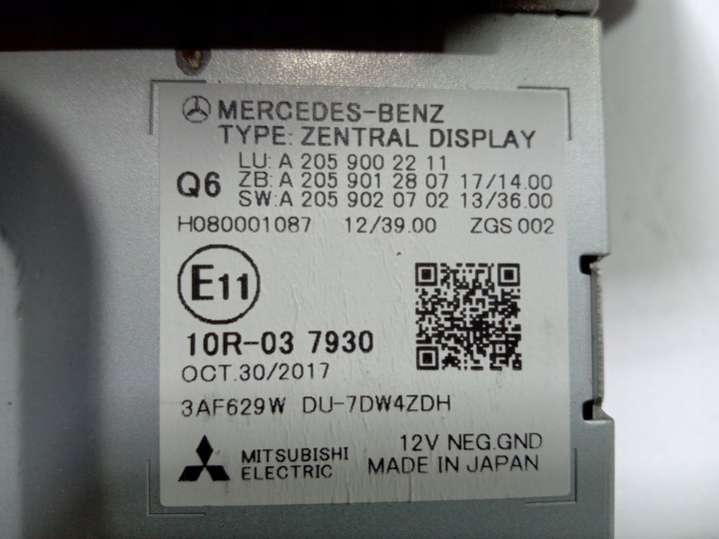 MERCEDES-BENZ
TYPE: ZENTRAL DISPLAY
LU: A 205 900 22 11
Q6 ZB: A 205 901 28 07 17/14.00
SW: A 205 902 07 02 13/36.00
H080001087 12/39.00 ZGS 002
E11
10R-03 7930
OCT.30/2017
3AF629W DU-7DW4ZDH
MITSUBISHI ELECTRIC
12V NEG.GND
MADE IN JAPAN